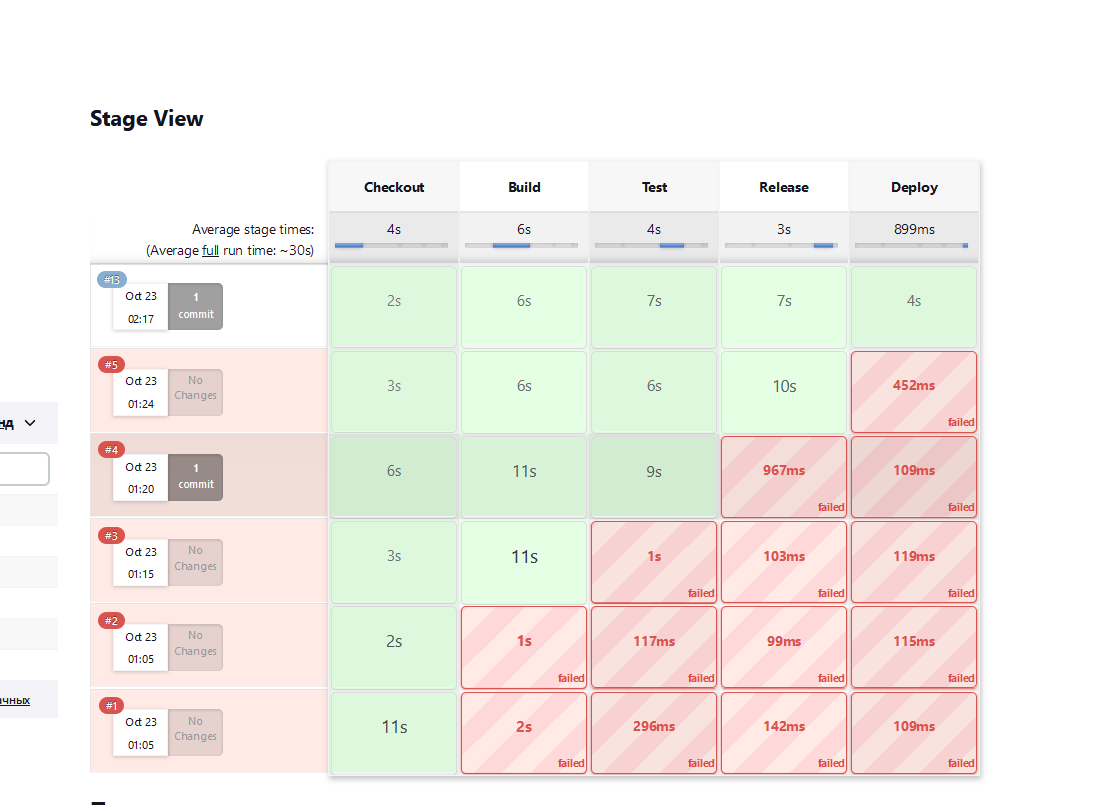 Stage View
Checkout Build Test Release Deploy
Average stage times:
(Average full run time: ~30s)
4s 6s 4s 3s 899ms
#13
Oct 23
02:17
1
commit
2s 6s 7s 7s 4s
#5
Oct 23
01:24
No
Changes
3s 6s 6s 10s 452ms
failed
#4
Oct 23
01:20
1
commit
6s 11s 9s 967ms 109ms
failed failed
#3
Oct 23
01:15
No
Changes
3s 11s 1s 103ms 119ms
failed failed failed
#2
Oct 23
01:05
No
Changes
2s 1s 117ms 99ms 115ms
failed failed failed failed
#1
Oct 23
01:05
No
Changes
11s 2s 296ms 142ms 109ms
failed failed failed failed